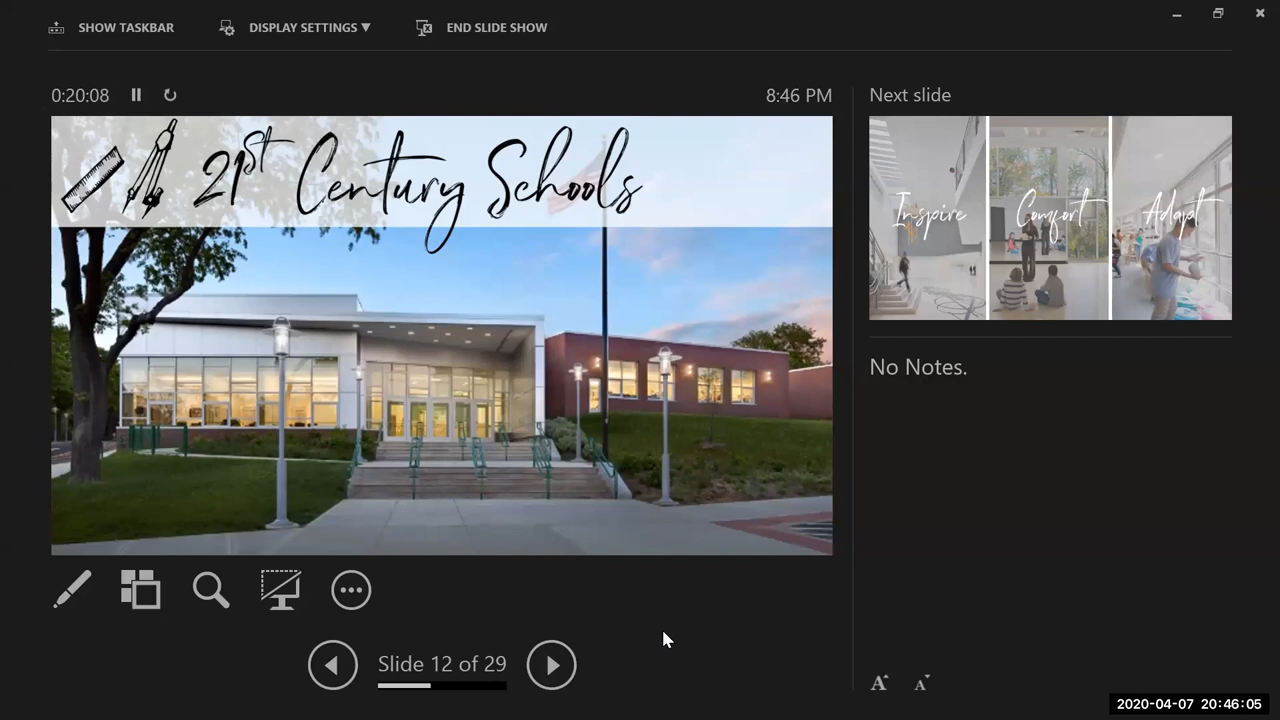 SHOW TASKBAR
DISPLAY SETTINGS ▼
END SLIDE SHOW
0:20:08
8:46 PM
Next slide
21st Century Schools
Inspire
Comfort
Adapt
No Notes.
Slide 12 of 29
A A
2020-04-07 20:46:05